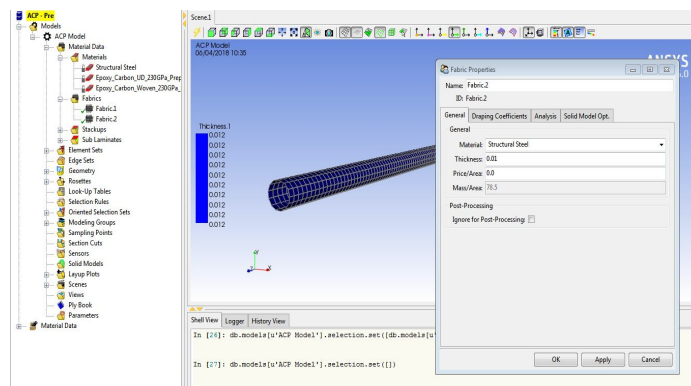 ACP - Pre
Models
ACP Model
Material Data
Materials
Structural Steel
Epoxy_Carbon_UD_230GPa_Prep
Epoxy_Carbon_Woven_230GPa_
Fabrics
Fabric.1
Fabric.2
Stackups
Sub Laminates
Element Sets
Edge Sets
Geometry
Rosettes
Look-Up Tables
Selection Rules
Oriented Selection Sets
Modeling Groups
Sampling Points
Section Cuts
Sensors
Solid Models
Layup Plots
Scenes
Views
Ply Book
Parameters
Material Data
Scene.1
ACP Model
06/04/2018 10:35
Thickness.1
0.012
0.012
0.012
0.012
0.012
0.012
0.012
0.012
0.012
Fabric Properties
Name: Fabric.2
ID: Fabric.2
General Draping Coefficients Analysis Solid Model Opt.
General
Material: Structural Steel
Thickness: 0.01
Price/Area: 0.0
Mass/Area: 78.5
Post-Processing
Ignore for Post-Processing:
OK Apply Cancel
Shell View Logger History View
In [26]: db.models[u'ACP Model'].selection.set([db.models[u'
In [27]: db.models[u'ACP Model'].selection.set([])